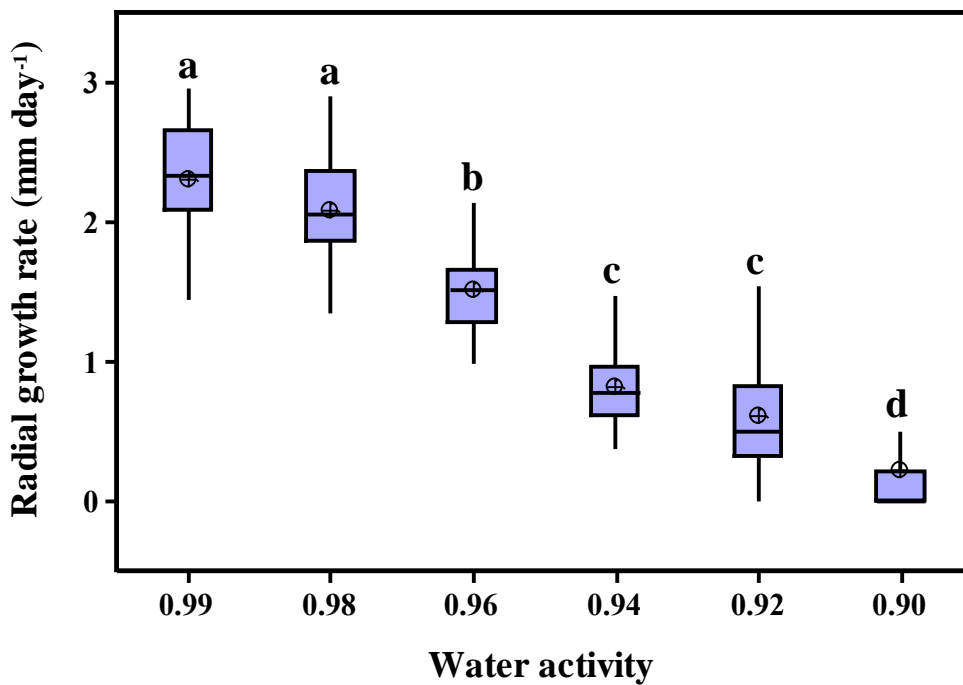 Radial growth rate (mm day⁻¹)
3
2
1
0
a
a
b
c
c
d
0.99 0.98 0.96 0.94 0.92 0.90
Water activity